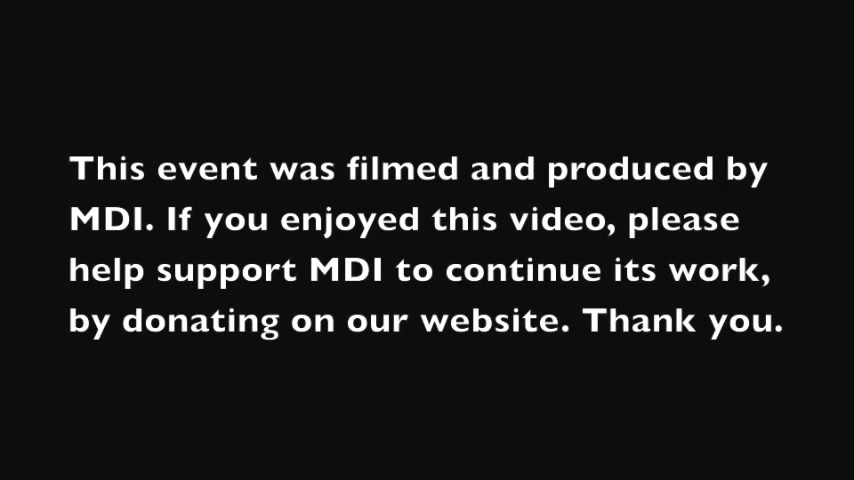 This event was filmed and produced by
MDI. If you enjoyed this video, please
help support MDI to continue its work,
by donating on our website. Thank you.